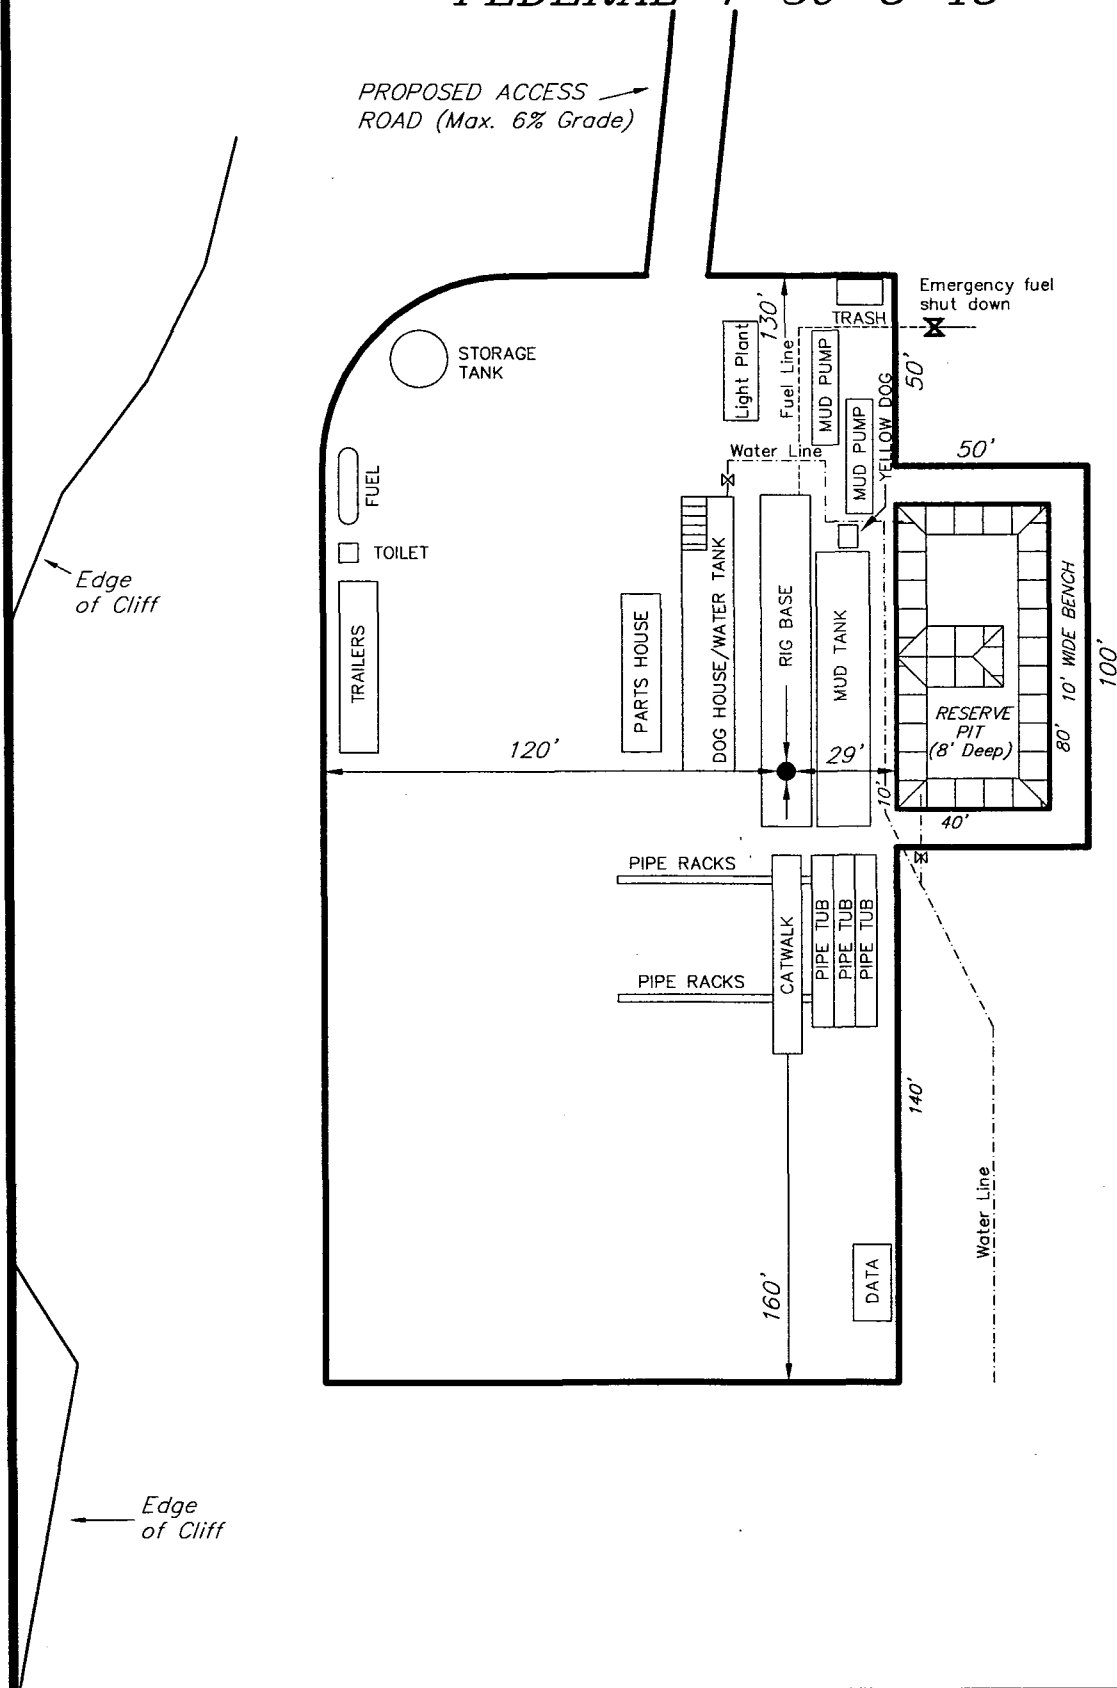 PROPOSED ACCESS
ROAD (Max. 6% Grade)
Emergency fuel
shut down
TRASH
130'
Light Plant
Fuel Line
MUD PUMP
MUD PUMP
YELLOW DOG
50'
STORAGE
TANK
Water Line
50'
FUEL
TOILET
Edge
of Cliff
TRAILERS
PARTS HOUSE
DOG HOUSE/WATER TANK
RIG BASE
MUD TANK
RESERVE
PIT
(8' Deep)
10' WIDE BENCH
80'
100'
120'
29'
10'
40'
PIPE RACKS
CATWALK
PIPE TUB
PIPE TUB
PIPE TUB
PIPE RACKS
140'
Water Line
DATA
160'
Edge
of Cliff